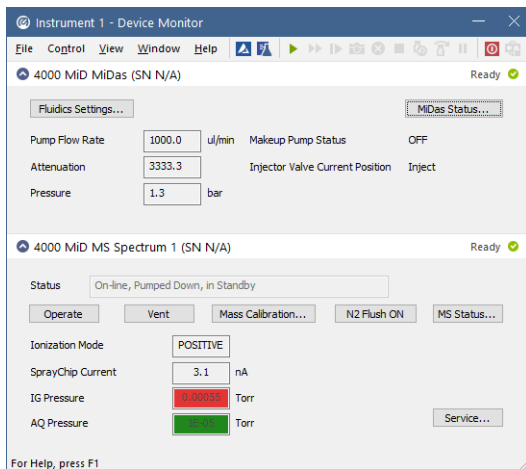 Instrument 1 - Device Monitor
File Control View Window Help
4000 MiD MiDas (SN N/A) Ready
Fluidics Settings... MiDas Status...
Pump Flow Rate 1000.0 ul/min Makeup Pump Status OFF
Attenuation 3333.3 Injector Valve Current Position Inject
Pressure 1.3 bar
4000 MiD MS Spectrum 1 (SN N/A) Ready
Status On-line, Pumped Down, in Standby
Operate Vent Mass Calibration... N2 Flush ON MS Status...
Ionization Mode POSITIVE
SprayChip Current 3.1 nA
IG Pressure 0.00055 Torr
AQ Pressure 1E-05 Torr Service...
For Help, press F1